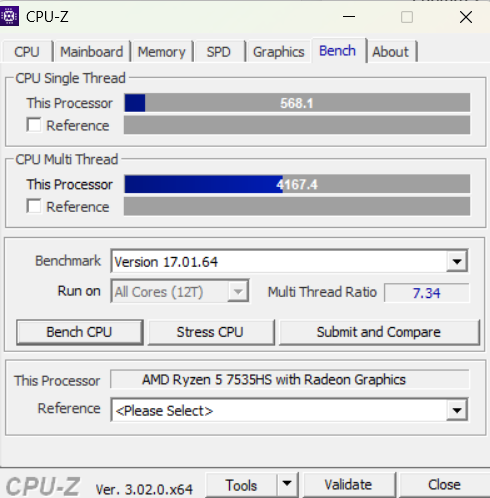 CPU-Z
CPU Mainboard Memory SPD Graphics Bench About
CPU Single Thread
This Processor 568.1
Reference
CPU Multi Thread
This Processor 4167.4
Reference
Benchmark Version 17.01.64
Run on All Cores (12T) Multi Thread Ratio 7.34
Bench CPU Stress CPU Submit and Compare
This Processor AMD Ryzen 5 7535HS with Radeon Graphics
Reference <Please Select>
CPU-Z Ver. 3.02.0.x64 Tools Validate Close